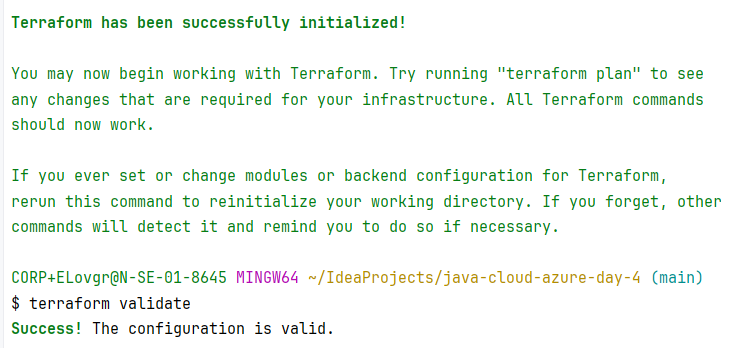 Terraform has been successfully initialized!
You may now begin working with Terraform. Try running "terraform plan" to see
any changes that are required for your infrastructure. All Terraform commands
should now work.
If you ever set or change modules or backend configuration for Terraform,
rerun this command to reinitialize your working directory. If you forget, other
commands will detect it and remind you to do so if necessary.
CORP+ELovgr@N-SE-01-8645 MINGW64 ~/IdeaProjects/java-cloud-azure-day-4 (main)
$ terraform validate
Success! The configuration is valid.